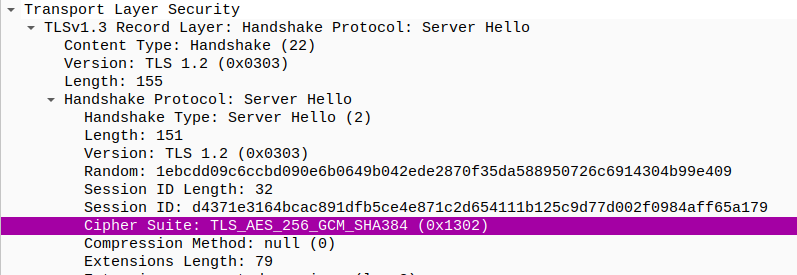 Transport Layer Security
TLSv1.3 Record Layer: Handshake Protocol: Server Hello
Content Type: Handshake (22)
Version: TLS 1.2 (0x0303)
Length: 155
Handshake Protocol: Server Hello
Handshake Type: Server Hello (2)
Length: 151
Version: TLS 1.2 (0x0303)
Random: 1ebcdd09c6ccbd090e6b0649b042ede2870f35da588950726c6914304b99e409
Session ID Length: 32
Session ID: d4371e3164bcac891dfb5ce4e871c2d654111b125c9d77d002f0984aff65a179
Cipher Suite: TLS_AES_256_GCM_SHA384 (0x1302)
Compression Method: null (0)
Extensions Length: 79